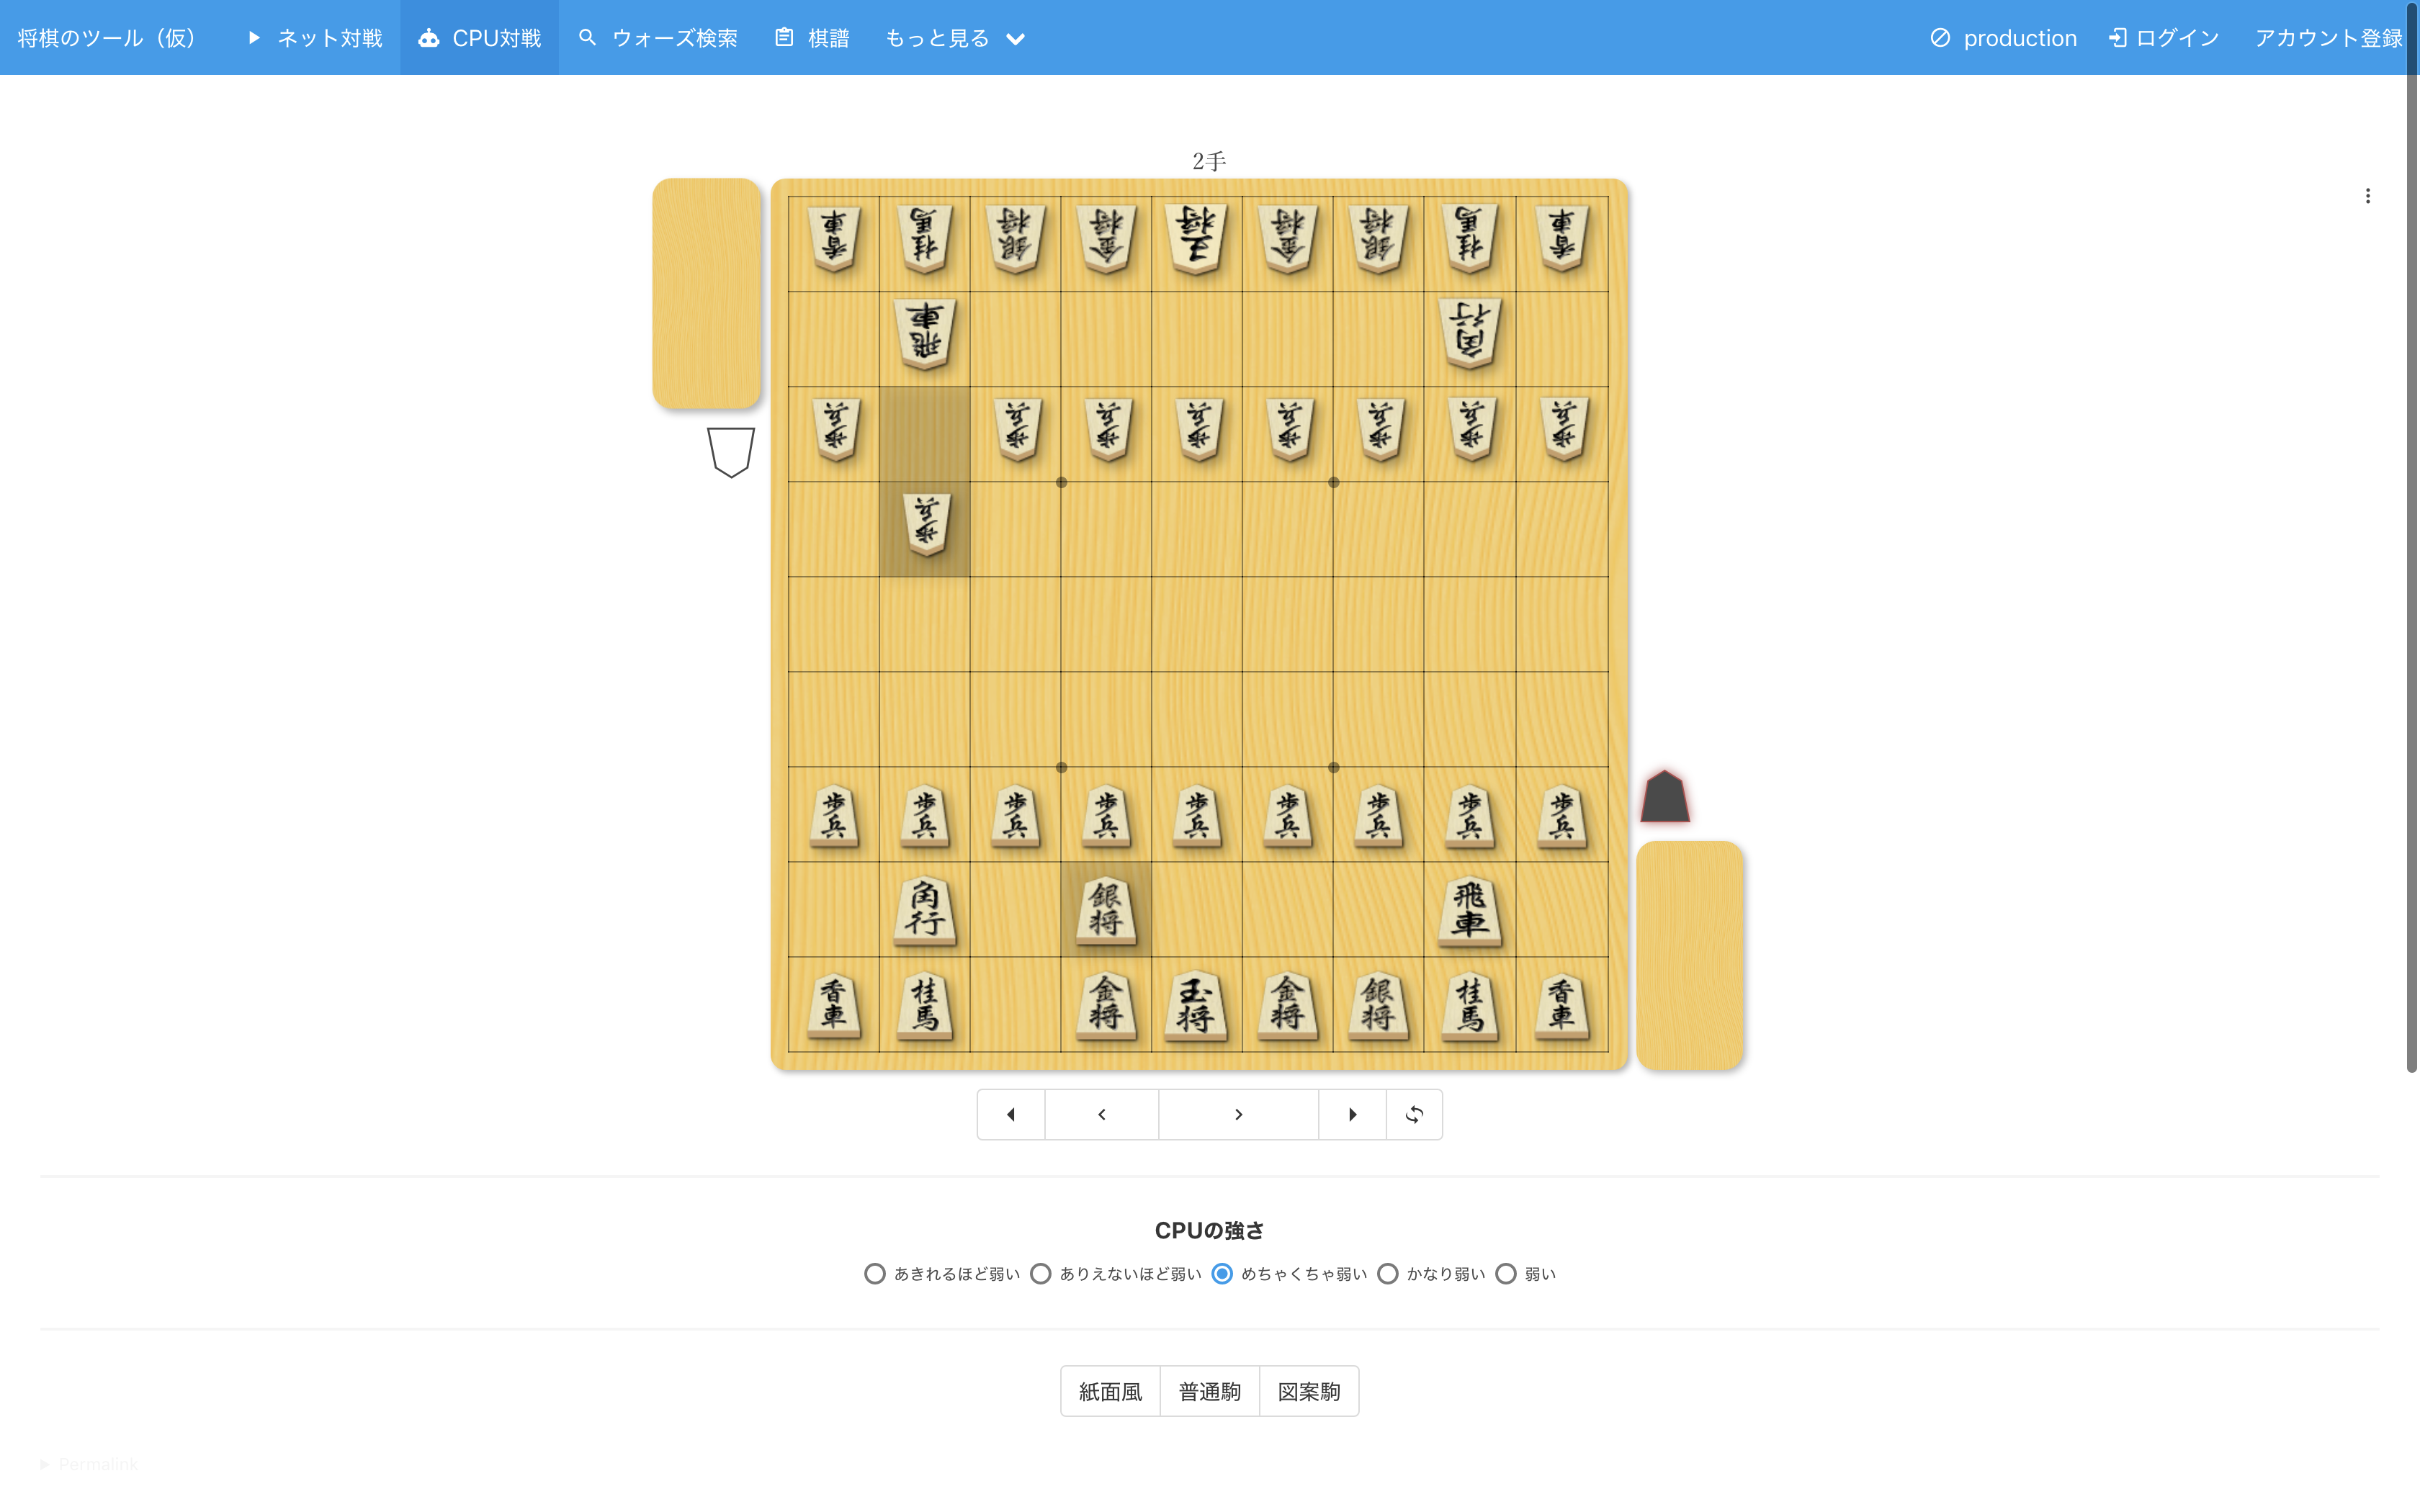 将棋のツール（仮） ネット対戦 CPU対戦 ウォーズ検索 棋譜 もっと見る production ログイン アカウント登録
2手
香車 桂馬 銀将 金将 王将 金将 銀将 桂馬 香車
飛車 角行
歩兵 歩兵 歩兵 歩兵 歩兵 歩兵 歩兵 歩兵
歩兵
歩兵 歩兵 歩兵 歩兵 歩兵 歩兵 歩兵 歩兵 歩兵
角行 銀将 飛車
香車 桂馬 金将 玉将 金将 銀将 桂馬 香車
CPUの強さ
あきれるほど弱い ありえないほど弱い めちゃくちゃ弱い かなり弱い 弱い
紙面風 普通駒 図案駒
Permalink